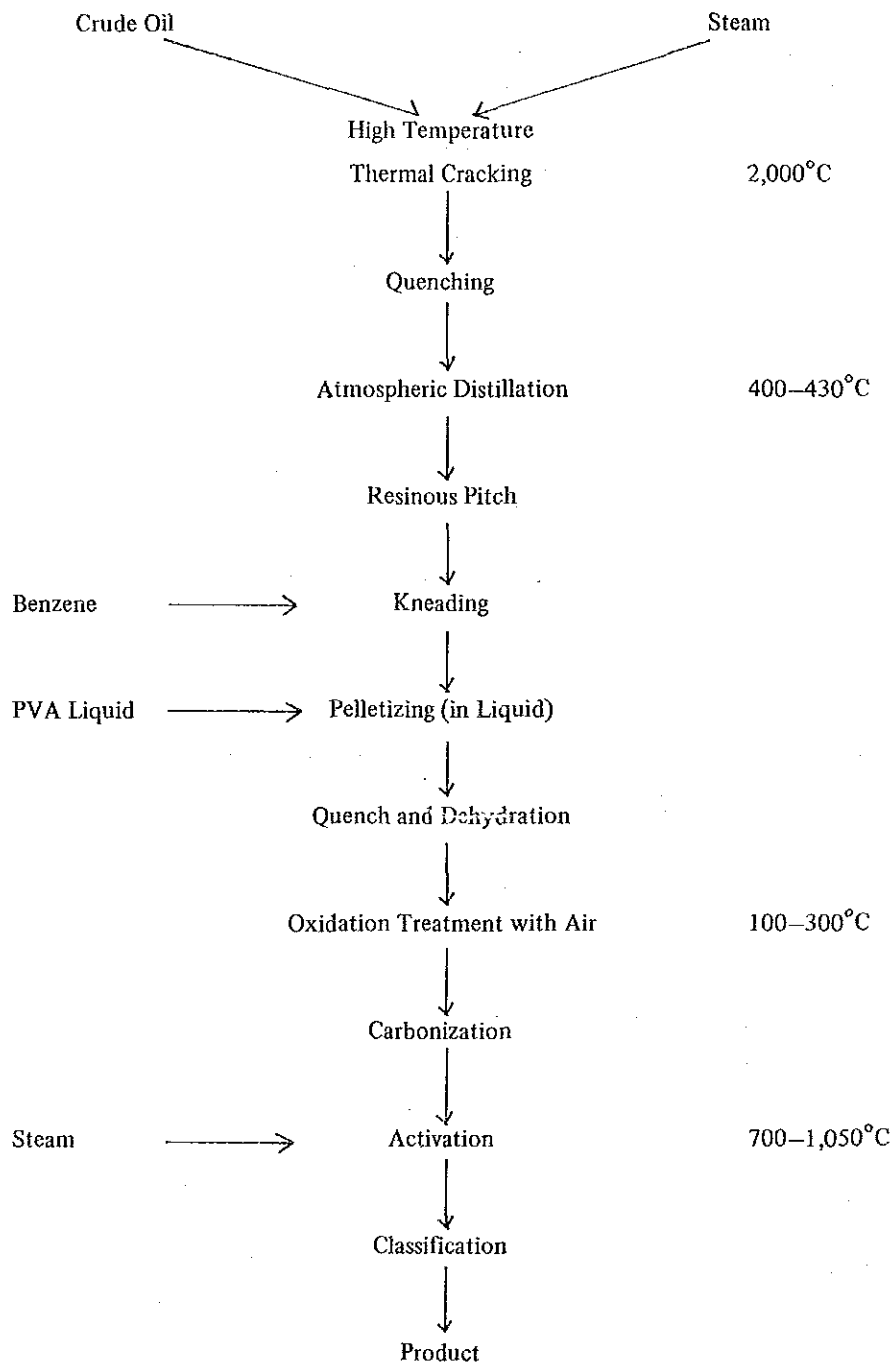 Crude Oil Steam
High Temperature
Thermal Cracking 2,000°C
Quenching
Atmospheric Distillation 400–430°C
Resinous Pitch
Benzene Kneading
PVA Liquid Pelletizing (in Liquid)
Quench and Dehydration
Oxidation Treatment with Air 100–300°C
Carbonization
Steam Activation 700–1,050°C
Classification
Product